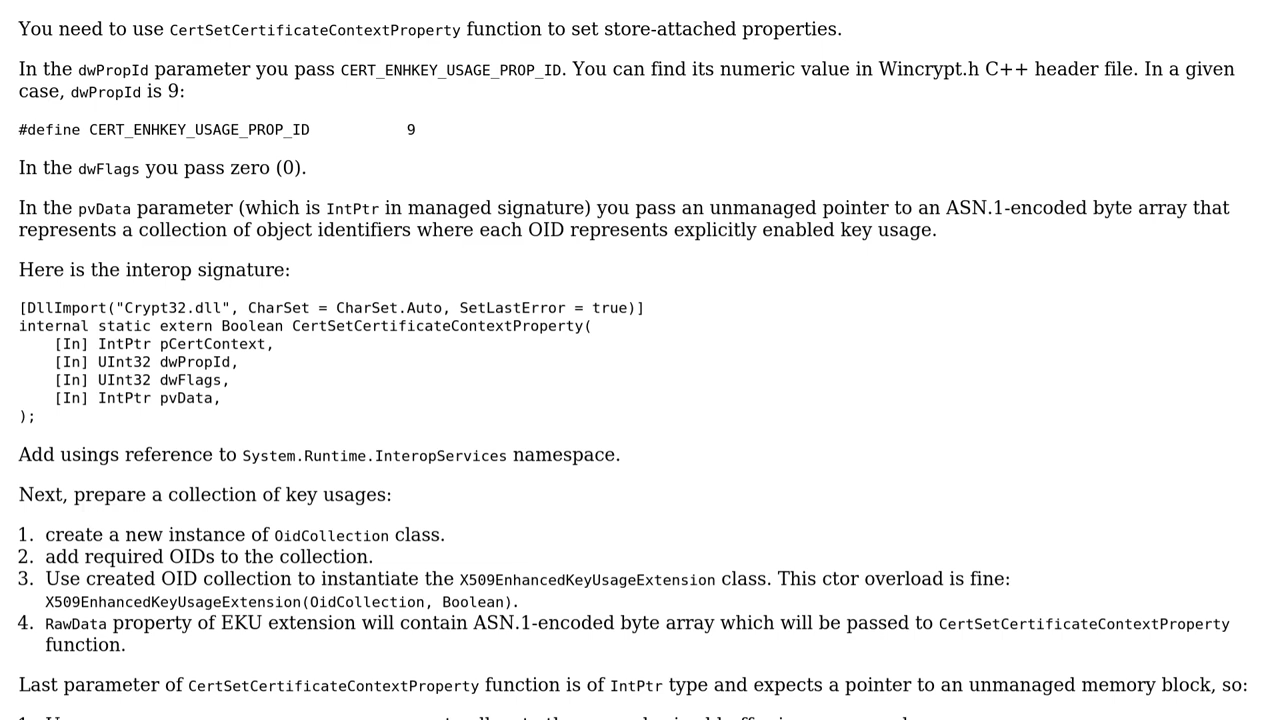 You need to use CertSetCertificateContextProperty function to set store-attached properties.
In the dwPropId parameter you pass CERT_ENHKEY_USAGE_PROP_ID. You can find its numeric value in Wincrypt.h C++ header file. In a given
case, dwPropId is 9:
#define CERT_ENHKEY_USAGE_PROP_ID           9
In the dwFlags you pass zero (0).
In the pvData parameter (which is IntPtr in managed signature) you pass an unmanaged pointer to an ASN.1-encoded byte array that
represents a collection of object identifiers where each OID represents explicitly enabled key usage.
Here is the interop signature:
[DllImport("Crypt32.dll", CharSet = CharSet.Auto, SetLastError = true)]
internal static extern Boolean CertSetCertificateContextProperty(
    [In] IntPtr pCertContext,
    [In] UInt32 dwPropId,
    [In] UInt32 dwFlags,
    [In] IntPtr pvData,
);
Add usings reference to System.Runtime.InteropServices namespace.
Next, prepare a collection of key usages:
1. create a new instance of OidCollection class.
2. add required OIDs to the collection.
3. Use created OID collection to instantiate the X509EnhancedKeyUsageExtension class. This ctor overload is fine:
X509EnhancedKeyUsageExtension(OidCollection, Boolean).
4. RawData property of EKU extension will contain ASN.1-encoded byte array which will be passed to CertSetCertificateContextProperty
function.
Last parameter of CertSetCertificateContextProperty function is of IntPtr type and expects a pointer to an unmanaged memory block, so: